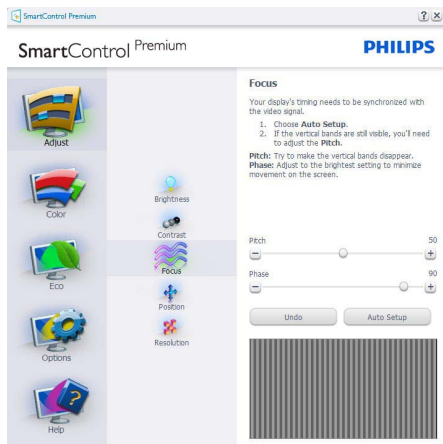 SmartControl Premium
? X
SmartControl Premium
PHILIPS
Adjust
Color
Eco
Options
Help
Brightness
Contrast
Focus
Position
Resolution
Focus
Your display's timing needs to be synchronized with
the video signal.
1. Choose Auto Setup.
2. If the vertical bands are still visible, you'll need
to adjust the Pitch.
Pitch: Try to make the vertical bands disappear.
Phase: Adjust to the brightest setting to minimize
movement on the screen.
Pitch 50
Phase 90
Undo Auto Setup